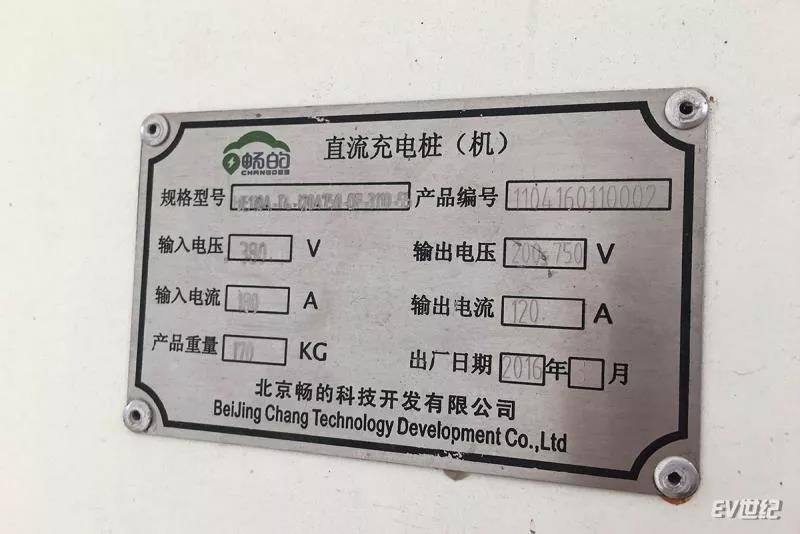 畅的
CHANGDES
直流充电桩（机）
规格型号 产品编号 1104160110002
输入电压 380 V 输出电压 200-750 V
输入电流 A 输出电流 120 A
产品重量 170 KG 出厂日期 2016 年 月
北京畅的科技开发有限公司
BeiJing Chang Technology Development Co.,Ltd
EV世纪